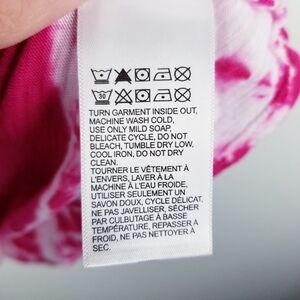 30
TURN GARMENT INSIDE OUT,
MACHINE WASH COLD,
USE ONLY MILD SOAP,
DELICATE CYCLE, DO NOT
BLEACH, TUMBLE DRY LOW,
COOL IRON, DO NOT DRY
CLEAN.
TOURNER LE VÊTEMENT À
L'ENVERS, LAVER À LA
MACHINE À L'EAU FROIDE,
UTILISER SEULEMENT UN
SAVON DOUX, CYCLE DÉLICAT.
NE PAS JAVELLISER, SÉCHER
PAR CULBUTAGE À BASSE
TEMPÉRATURE, REPASSER À
FROID, NE PAS NETTOYER À
SEC.